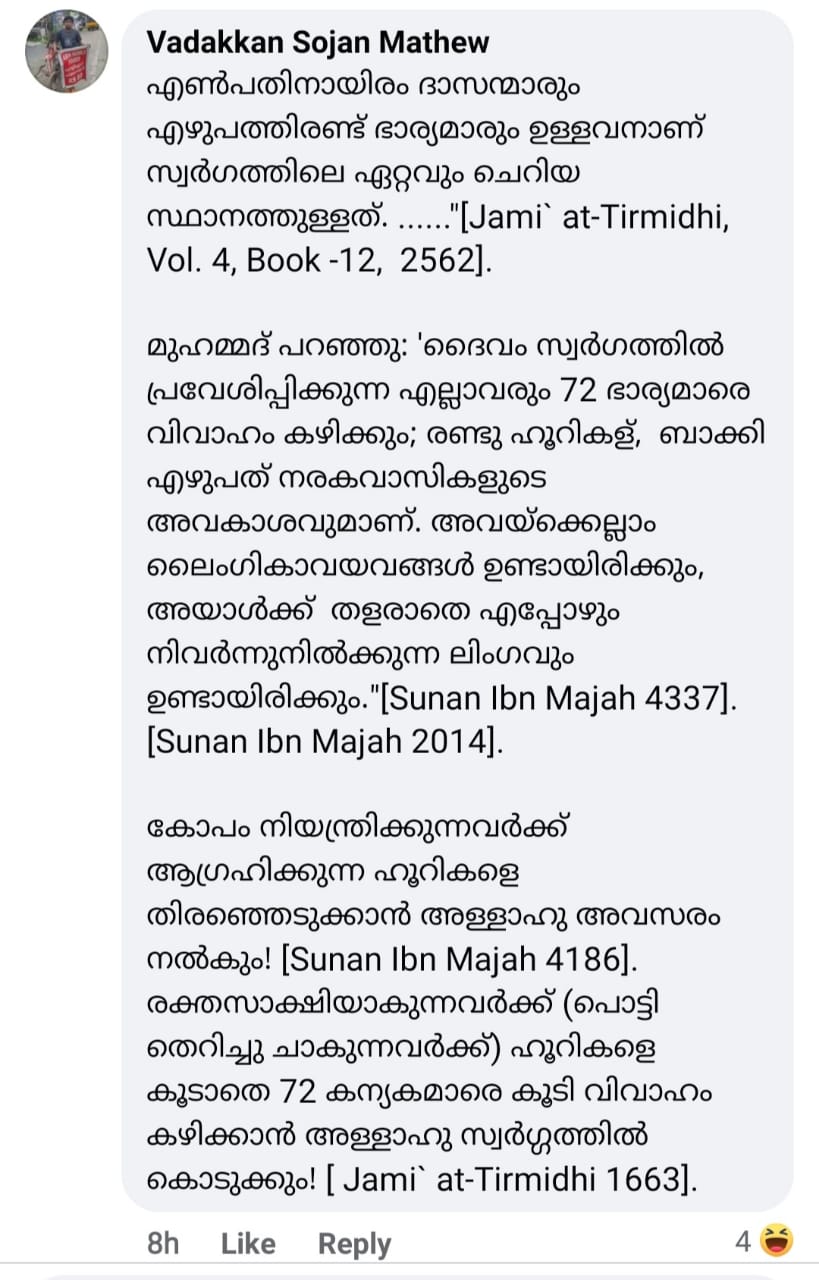 Vadakkan Sojan Mathew
എൺപതിനായിരം ദാസന്മാരും
എഴുപത്തിരണ്ട് ഭാര്യമാരും ഉള്ളവനാണ്
സ്വർഗത്തിലെ ഏറ്റവും ചെറിയ
സ്ഥാനത്തുള്ളത്. ......"[Jami` at-Tirmidhi,
Vol. 4, Book -12,  2562].
മുഹമ്മദ് പറഞ്ഞു: 'ദൈവം സ്വർഗത്തിൽ
പ്രവേശിപ്പിക്കുന്ന എല്ലാവരും 72 ഭാര്യമാരെ
വിവാഹം കഴിക്കും; രണ്ടു ഹൂറികള്,  ബാക്കി
എഴുപത് നരകവാസികളുടെ
അവകാശവുമാണ്. അവയ്ക്കെല്ലാം
ലൈംഗികാവയവങ്ങൾ ഉണ്ടായിരിക്കും,
അയാൾക്ക്  തളരാതെ എപ്പോഴും
നിവർന്നുനിൽക്കുന്ന ലിംഗവും
ഉണ്ടായിരിക്കും."[Sunan Ibn Majah 4337].
[Sunan Ibn Majah 2014].
കോപം നിയന്ത്രിക്കുന്നവർക്ക്
ആഗ്രഹിക്കുന്ന ഹൂറികളെ
തിരഞ്ഞെടുക്കാൻ അള്ളാഹു അവസരം
നൽകും! [Sunan Ibn Majah 4186].
രക്തസാക്ഷിയാകുന്നവർക്ക് (പൊട്ടി
തെറിച്ചു ചാകുന്നവർക്ക്) ഹൂറികളെ
കൂടാതെ 72 കന്യകമാരെ കൂടി വിവാഹം
കഴിക്കാൻ അള്ളാഹു സ്വർഗ്ഗത്തിൽ
കൊടുക്കും! [ Jami` at-Tirmidhi 1663].
8h Like Reply 4